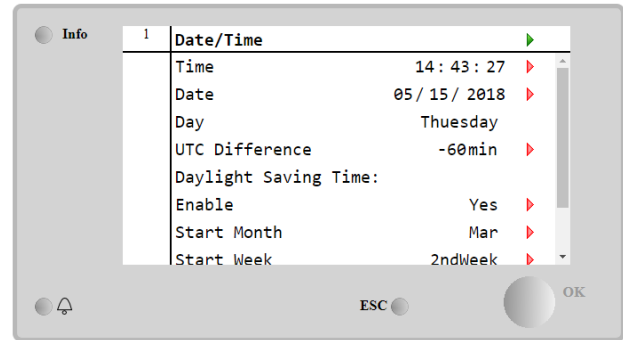 Info
1 Date/Time
Time 14:43:27
Date 05/15/2018
Day Thuesday
UTC Difference -60min
Daylight Saving Time:
Enable Yes
Start Month Mar
Start Week 2ndWeek
ESC
OK